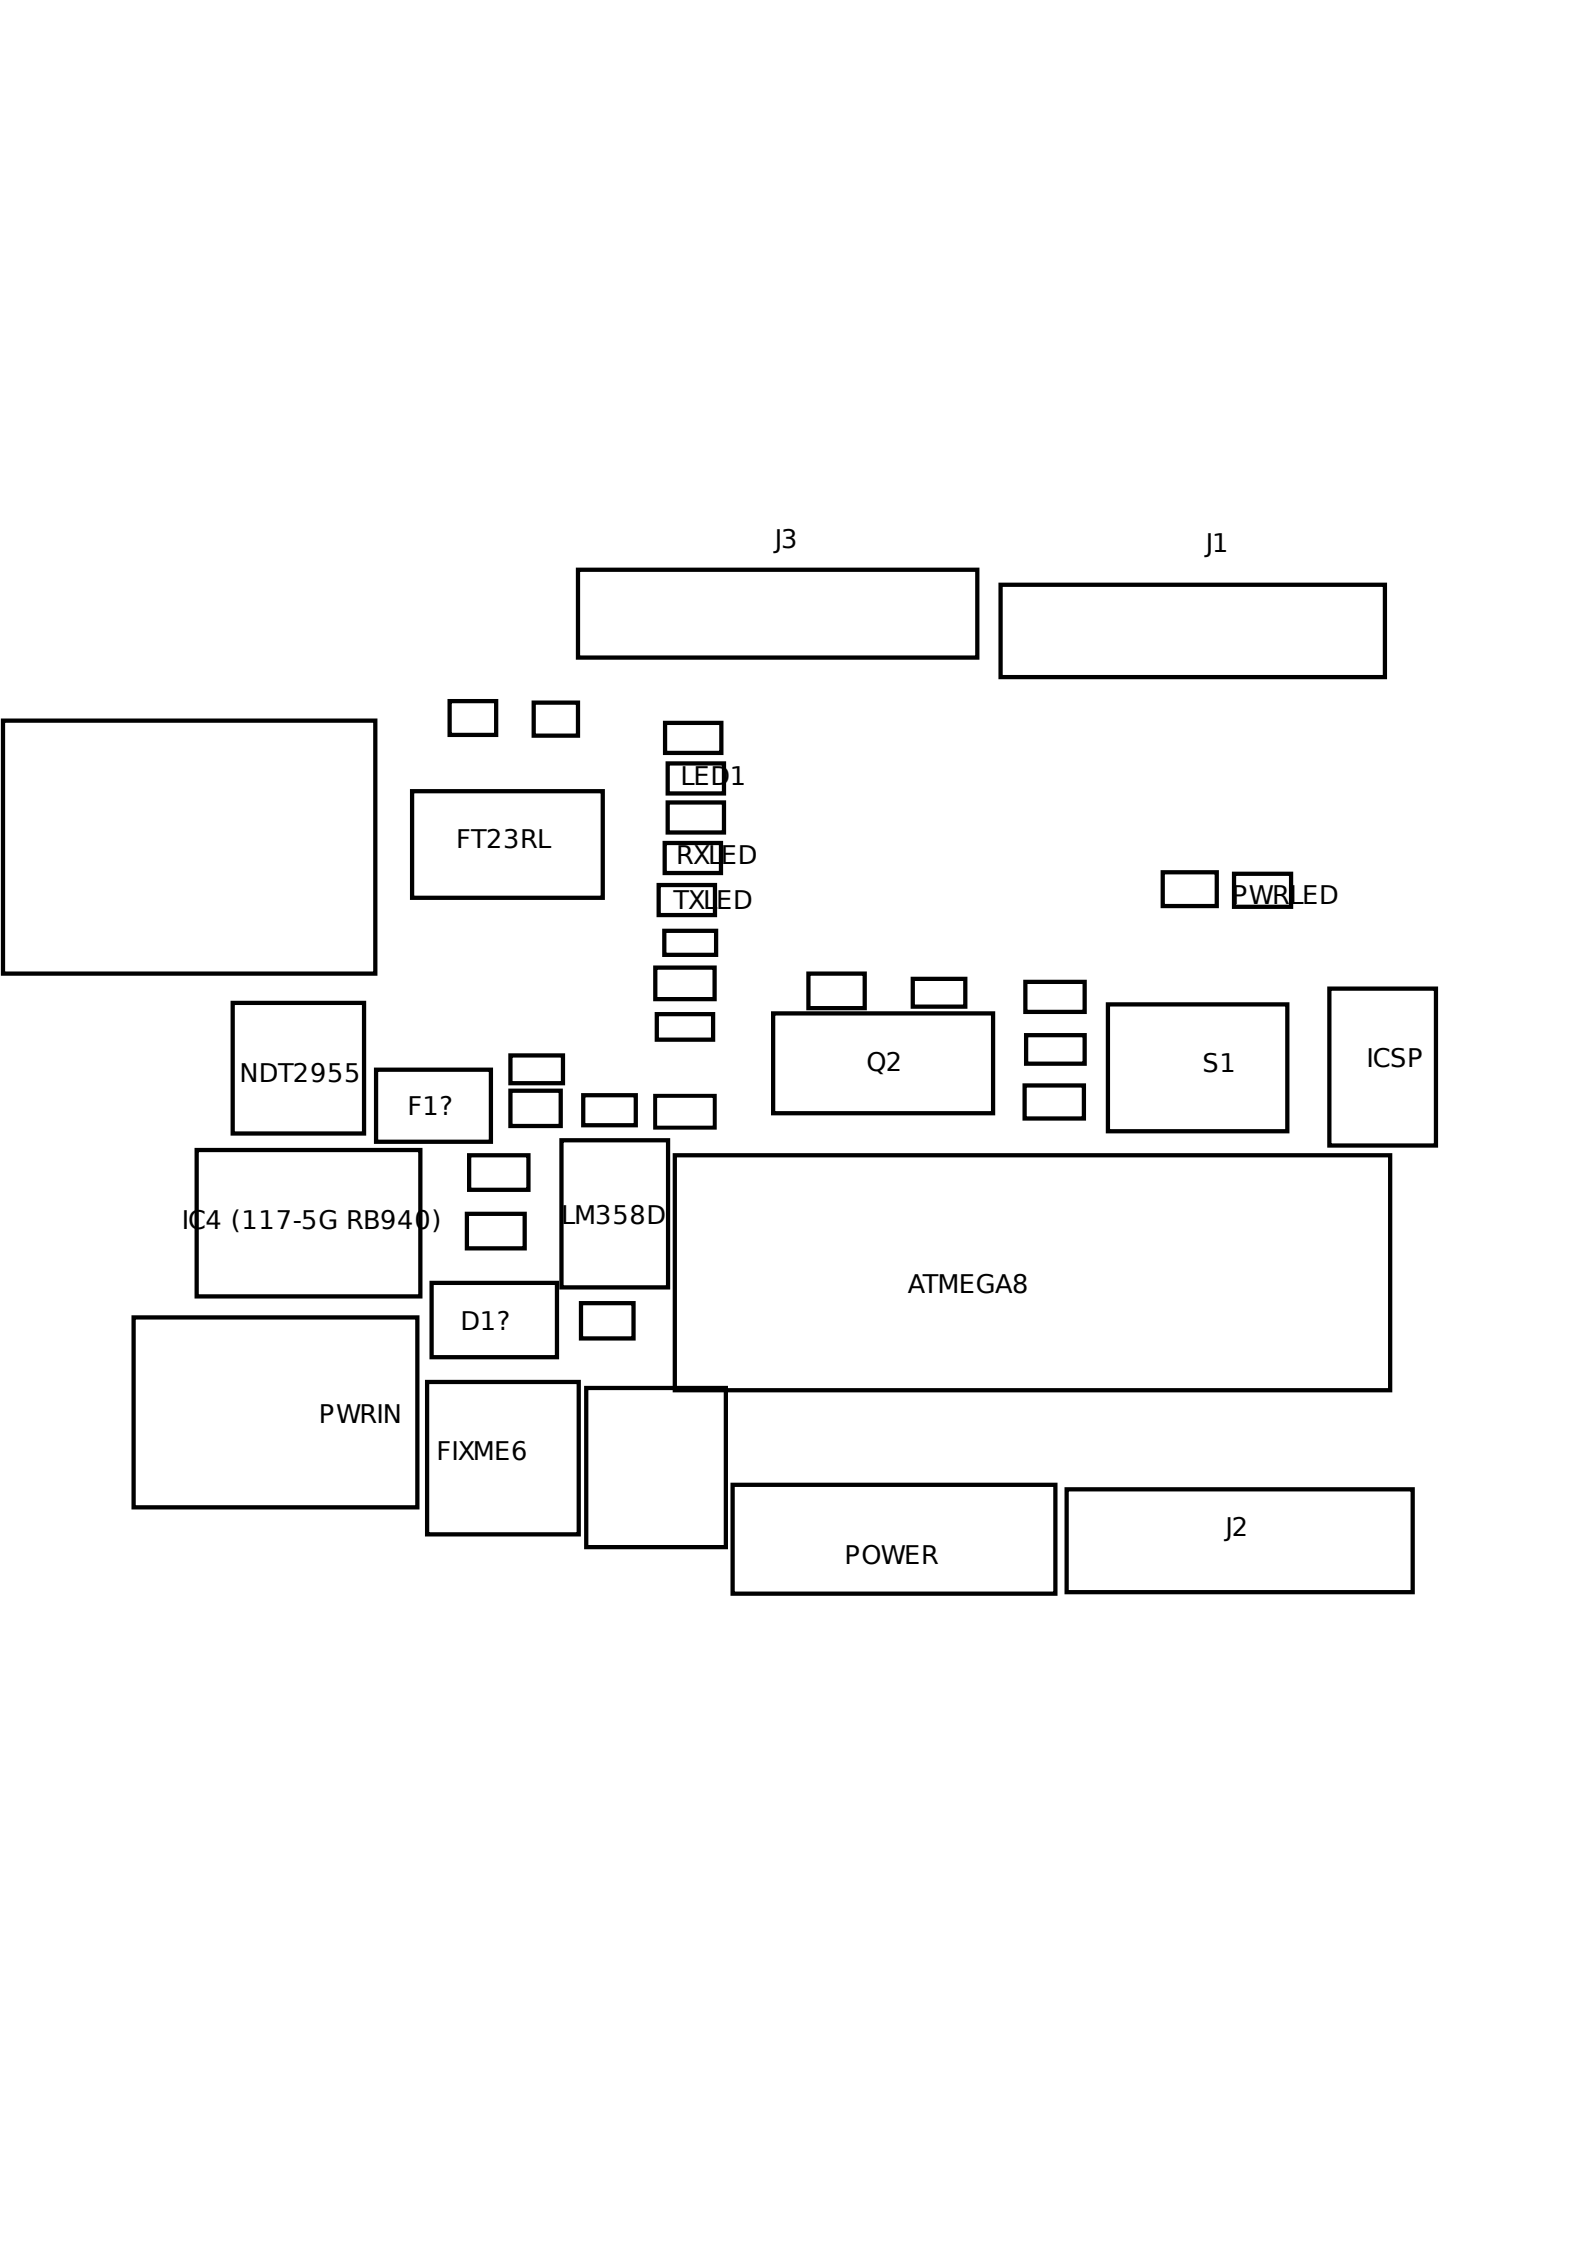 J3
J1
LED1
FT23RL
RXLED
TXLED
PWRLED
NDT2955
F1?
Q2
S1
ICSP
IC4 (117-5G RB940)
LM358D
ATMEGA8
D1?
PWRIN
FIXME6
POWER
J2